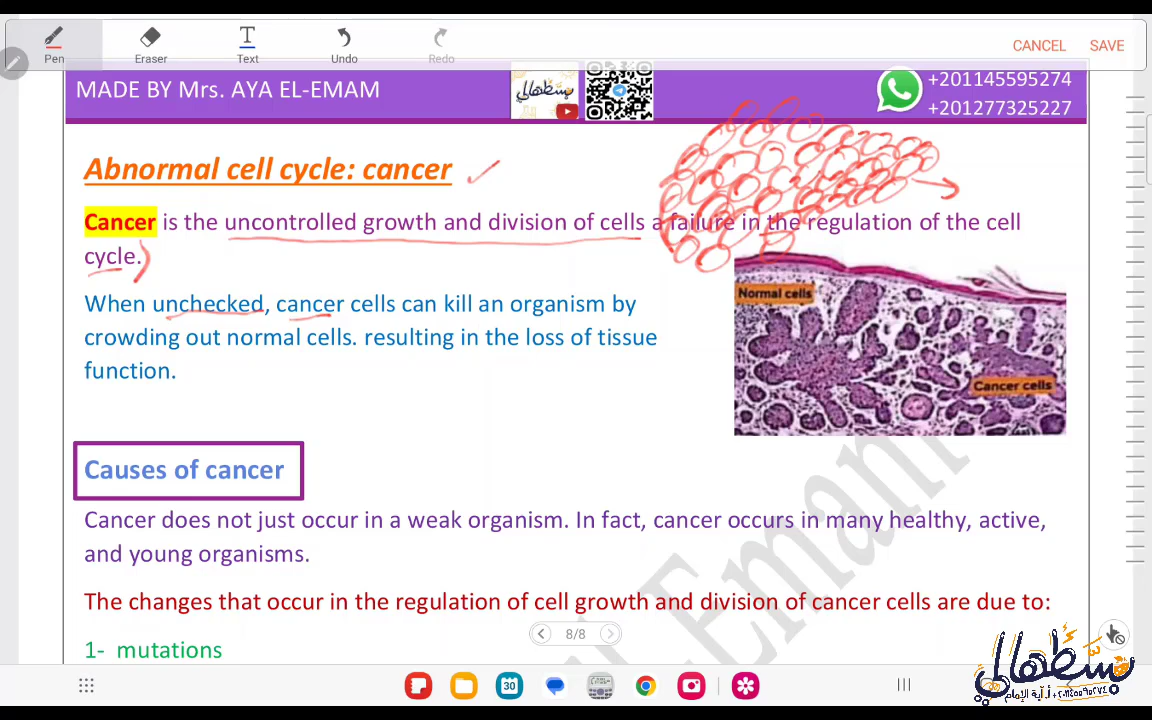 Pen
Eraser
Text
Undo
Redo
CANCEL
SAVE
MADE BY Mrs. AYA EL-EMAM
بسطهالي
+201145595274
+201277325227
Abnormal cell cycle: cancer
Cancer is the uncontrolled growth and division of cells a failure in the regulation of the cell
cycle.
When unchecked, cancer cells can kill an organism by
crowding out normal cells. resulting in the loss of tissue
function.
Normal cells
Cancer cells
Causes of cancer
Cancer does not just occur in a weak organism. In fact, cancer occurs in many healthy, active,
and young organisms.
The changes that occur in the regulation of cell growth and division of cancer cells are due to:
8/8
1- mutations
30
بسطهالي
أ. آية الإمام